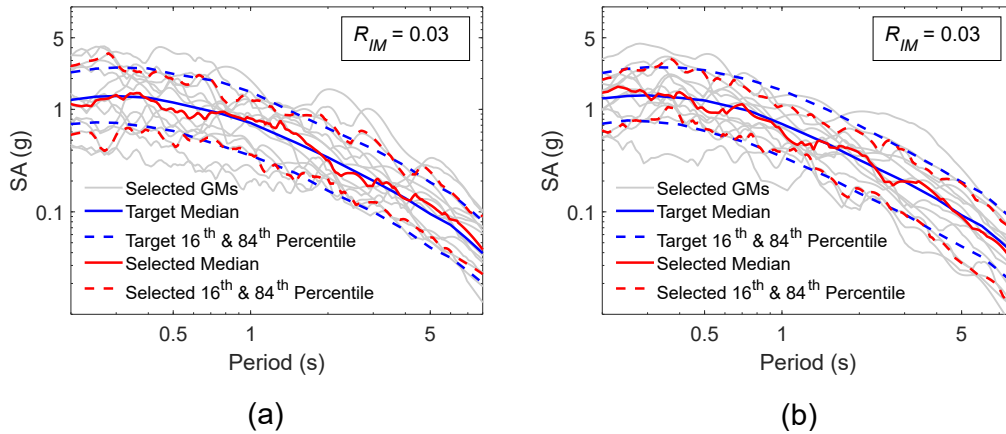 R_IM = 0.03
5
1
0.1
SA (g)
Selected GMs
Target Median
Target 16th & 84th Percentile
Selected Median
Selected 16th & 84th Percentile
0.5
1
5
Period (s)
(a)
R_IM = 0.03
5
1
0.1
SA (g)
Selected GMs
Target Median
Target 16th & 84th Percentile
Selected Median
Selected 16th & 84th Percentile
0.5
1
5
Period (s)
(b)